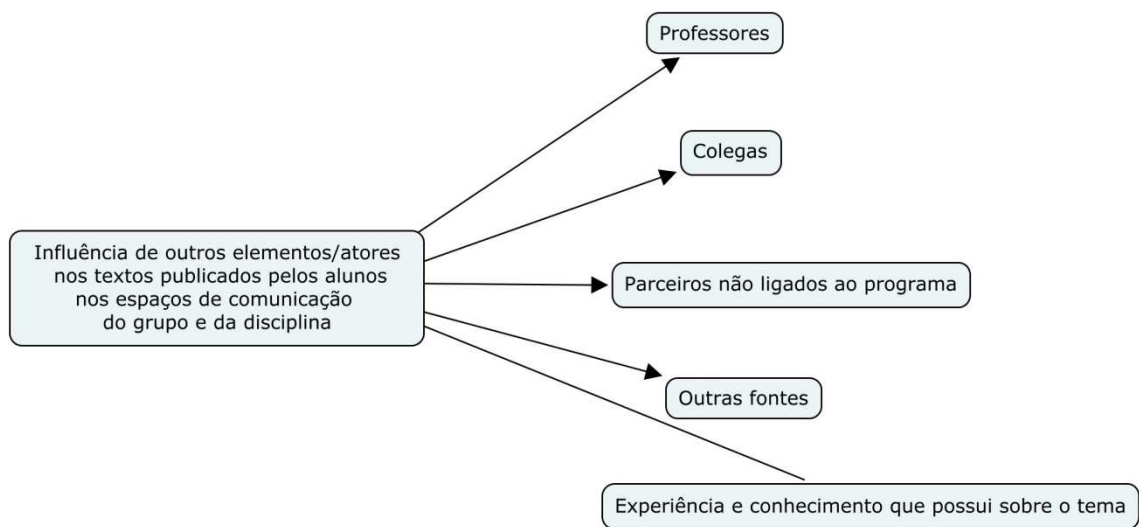 Professores
Colegas
Influência de outros elementos/atores
nos textos publicados pelos alunos
nos espaços de comunicação
do grupo e da disciplina
Parceiros não ligados ao programa
Outras fontes
Experiência e conhecimento que possui sobre o tema